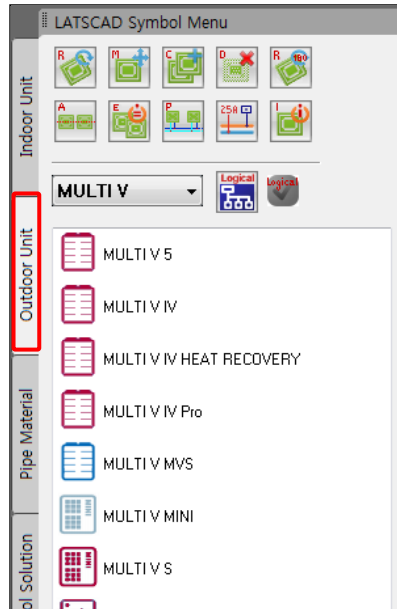 LATSCAD Symbol Menu
R M C D R 180
A E P 25A I
Indoor Unit
MULTI V
Logical
Logical
Outdoor Unit
MULTI V 5
MULTI V IV
MULTI V IV HEAT RECOVERY
MULTI V IV Pro
Pipe Material
MULTI V MVS
MULTI V MINI
ol Solution
MULTI V S